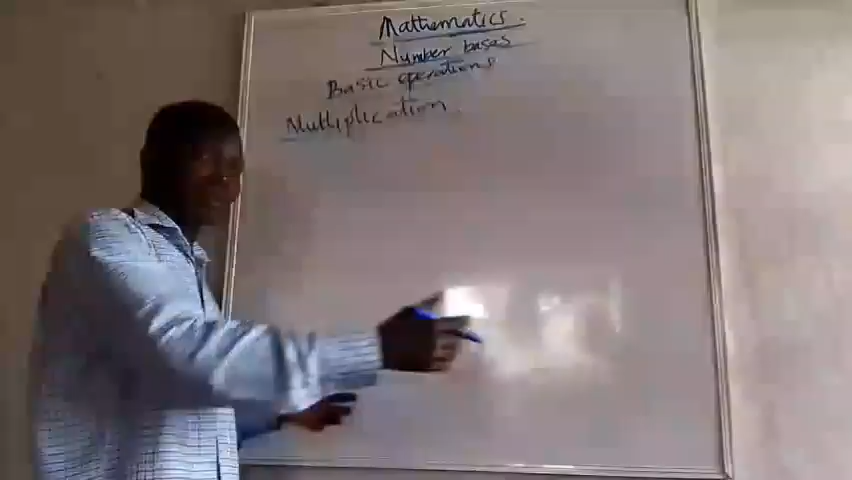 Mathematics.
Number bases
Basic operations
Multiplication.